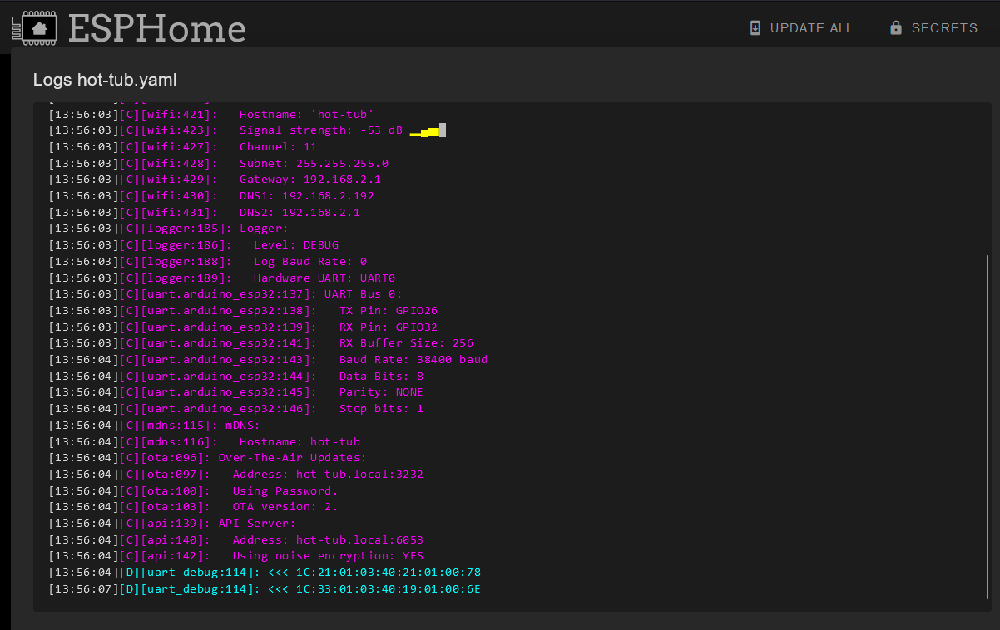 ESPHome
UPDATE ALL
SECRETS
Logs hot-tub.yaml
[13:56:03][C][wifi:421]:   Hostname: 'hot-tub'
[13:56:03][C][wifi:423]:   Signal strength: -53 dB ▂▄▆█
[13:56:03][C][wifi:427]:   Channel: 11
[13:56:03][C][wifi:428]:   Subnet: 255.255.255.0
[13:56:03][C][wifi:429]:   Gateway: 192.168.2.1
[13:56:03][C][wifi:430]:   DNS1: 192.168.2.192
[13:56:03][C][wifi:431]:   DNS2: 192.168.2.1
[13:56:03][C][logger:185]: Logger:
[13:56:03][C][logger:186]:   Level: DEBUG
[13:56:03][C][logger:188]:   Log Baud Rate: 0
[13:56:03][C][logger:189]:   Hardware UART: UART0
[13:56:03][C][uart.arduino_esp32:137]: UART Bus 0:
[13:56:03][C][uart.arduino_esp32:138]:   TX Pin: GPIO26
[13:56:03][C][uart.arduino_esp32:139]:   RX Pin: GPIO32
[13:56:03][C][uart.arduino_esp32:141]:   RX Buffer Size: 256
[13:56:04][C][uart.arduino_esp32:143]:   Baud Rate: 38400 baud
[13:56:04][C][uart.arduino_esp32:144]:   Data Bits: 8
[13:56:04][C][uart.arduino_esp32:145]:   Parity: NONE
[13:56:04][C][uart.arduino_esp32:146]:   Stop bits: 1
[13:56:04][C][mdns:115]: mDNS:
[13:56:04][C][mdns:116]:   Hostname: hot-tub
[13:56:04][C][ota:096]: Over-The-Air Updates:
[13:56:04][C][ota:097]:   Address: hot-tub.local:3232
[13:56:04][C][ota:100]:   Using Password.
[13:56:04][C][ota:103]:   OTA version: 2.
[13:56:04][C][api:139]: API Server:
[13:56:04][C][api:140]:   Address: hot-tub.local:6053
[13:56:04][C][api:142]:   Using noise encryption: YES
[13:56:04][D][uart_debug:114]: <<< 1C:21:01:03:40:21:01:00:78
[13:56:07][D][uart_debug:114]: <<< 1C:33:01:03:40:19:01:00:6E